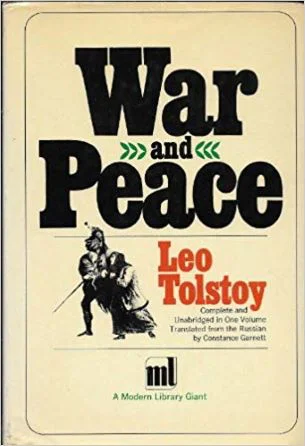 War
and
Peace
Leo
Tolstoy
Complete and
Unabridged in One Volume
Translated from the Russian
by Constance Garnett
ml
A Modern Library Giant